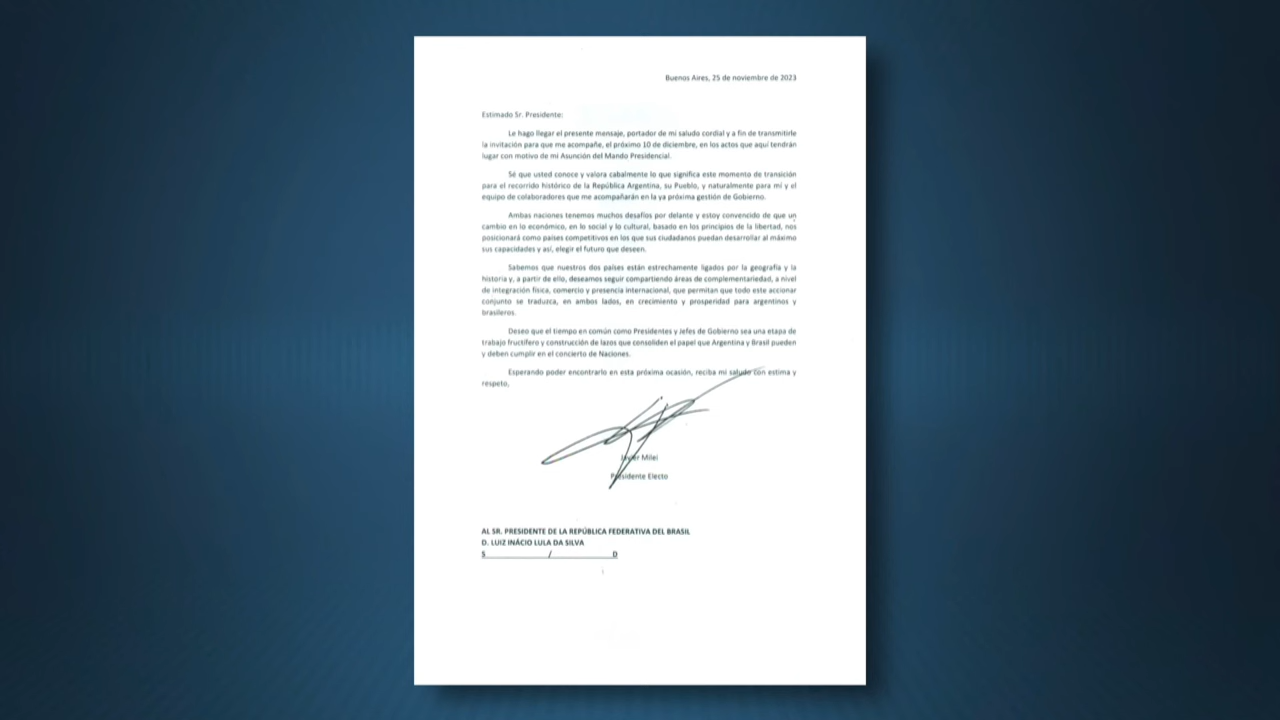 Buenos Aires, 25 de noviembre de 2023
Estimado Sr. Presidente:
Le hago llegar el presente mensaje, portador de mi saludo cordial y a fin de transmitirle
la invitación para que me acompañe, el próximo 10 de diciembre, en los actos que aquí tendrán
lugar con motivo de mi Asunción del Mando Presidencial.
Sé que usted conoce y valora cabalmente lo que significa este momento de transición
para el recorrido histórico de la República Argentina, su Pueblo, y naturalmente para mí y el
equipo de colaboradores que me acompañarán en la ya próxima gestión de Gobierno.
Ambas naciones tenemos muchos desafíos por delante y estoy convencido de que un
cambio en lo económico, en lo social y lo cultural, basado en los principios de la libertad, nos
posicionará como países competitivos en los que sus ciudadanos puedan desarrollar al máximo
sus capacidades y así, elegir el futuro que deseen.
Sabemos que nuestros dos países están estrechamente ligados por la geografía y la
historia y, a partir de ello, deseamos seguir compartiendo áreas de complementariedad, a nivel
de integración física, comercio y presencia internacional, que permitan que todo este accionar
conjunto se traduzca, en ambos lados, en crecimiento y prosperidad para argentinos y
brasileros.
Deseo que el tiempo en común como Presidentes y Jefes de Gobierno sea una etapa de
trabajo fructífero y construcción de lazos que consoliden el papel que Argentina y Brasil pueden
y deben cumplir en el concierto de Naciones.
Esperando poder encontrarlo en esta próxima ocasión, reciba mi saludo con estima y
respeto,
Javier Milei
Presidente Electo
AL SR. PRESIDENTE DE LA REPÚBLICA FEDERATIVA DEL BRASIL
D. LUIZ INÁCIO LULA DA SILVA
S / D